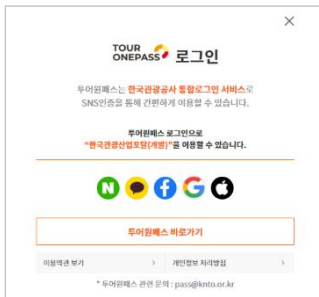 TOUR
ONEPASS 로그인
투어원패스는 한국관광공사 통합로그인 서비스로
SNS인증을 통해 간편하게 이용할 수 있습니다.
투어원패스 로그인으로
"한국관광산업포털(개발)"을 이용할 수 있습니다.
투어원패스 바로가기
이용약관 보기 > 개인정보 처리방침 >
* 투어원패스 관련 문의 : pass@knto.or.kr